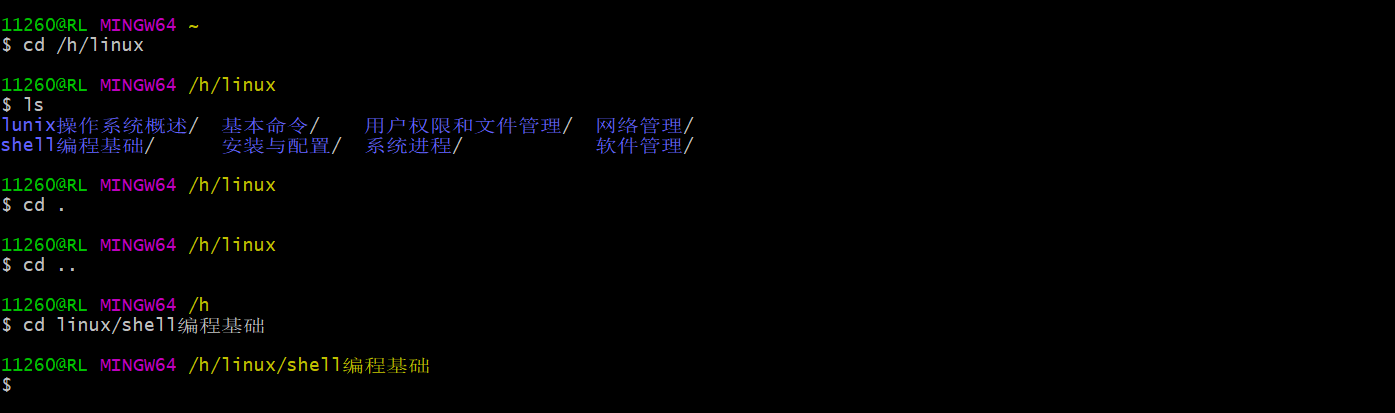 11260@RL MINGW64 ~
$ cd /h/linux
11260@RL MINGW64 /h/linux
$ ls
lunix操作系统概述/  基本命令/    用户权限和文件管理/  网络管理/
shell编程基础/      安装与配置/  系统进程/            软件管理/
11260@RL MINGW64 /h/linux
$ cd .
11260@RL MINGW64 /h/linux
$ cd ..
11260@RL MINGW64 /h
$ cd linux/shell编程基础
11260@RL MINGW64 /h/linux/shell编程基础
$